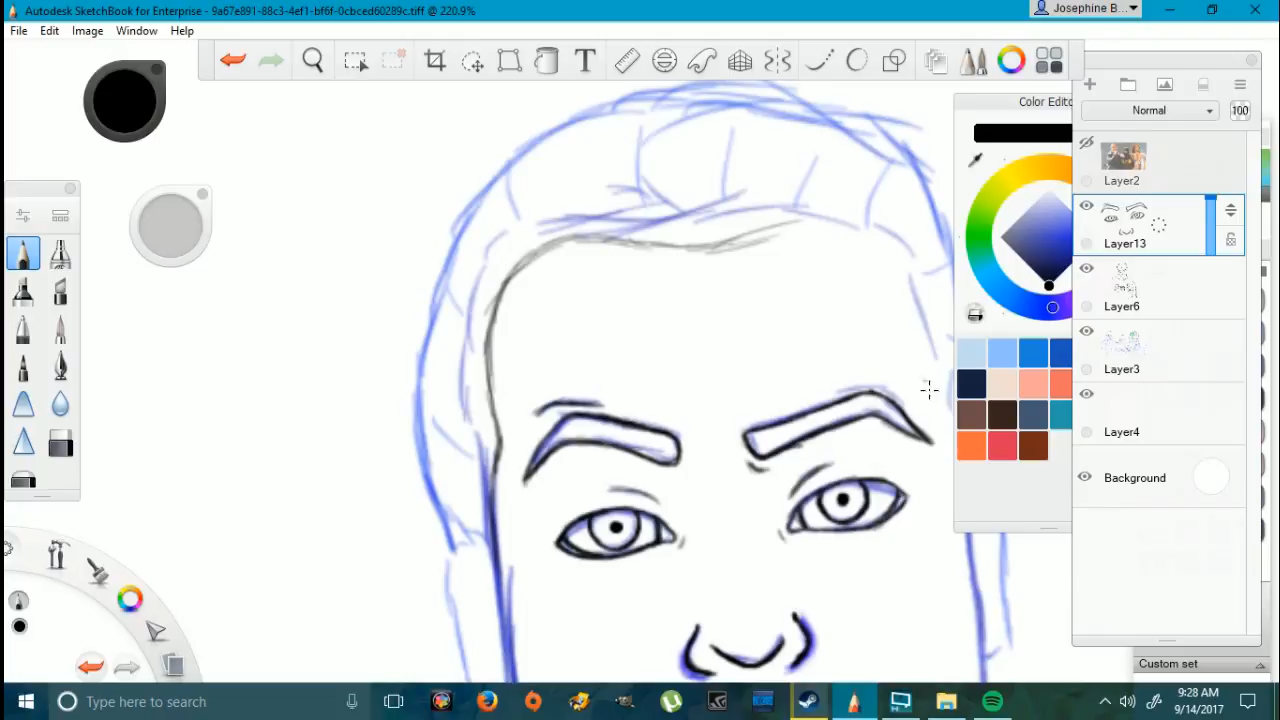 Autodesk SketchBook for Enterprise - 9a67e891-88c3-4ef1-bf6f-0cbced60289c.tiff @ 220.9%
Josephine B...
File Edit Image Window Help
T
Color Edito
Normal
100
Layer2
Layer13
Layer6
Layer3
Layer4
Background
Custom set
Type here to search
9:28 AM
9/14/2017